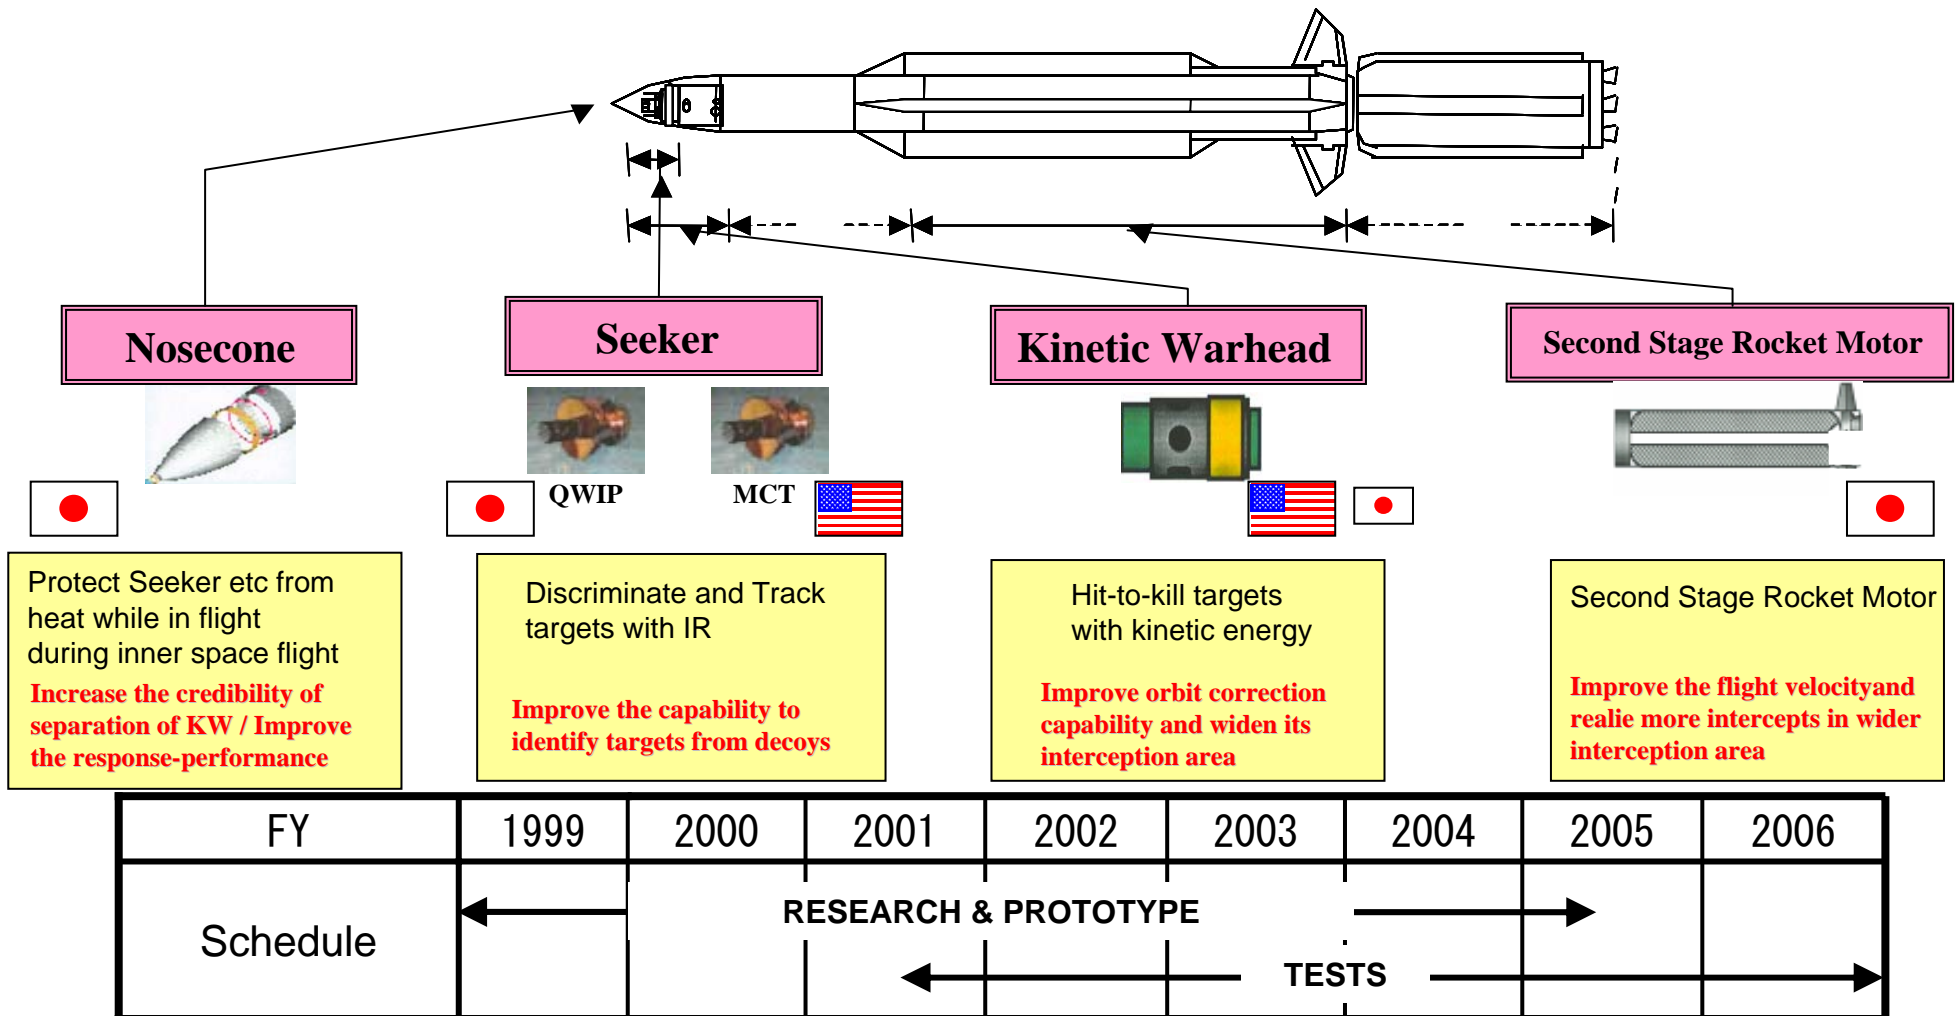 Nosecone
Seeker
Kinetic Warhead
Second Stage Rocket Motor
QWIP
MCT
Protect Seeker etc from
heat while in flight
during inner space flight
Increase the credibility of
separation of KW / Improve
the response-performance
Discriminate and Track
targets with IR
Improve the capability to
identify targets from decoys
Hit-to-kill targets
with kinetic energy
Improve orbit correction
capability and widen its
interception area
Second Stage Rocket Motor
Improve the flight velocityand
realie more intercepts in wider
interception area
FY 1999 2000 2001 2002 2003 2004 2005 2006
Schedule
RESEARCH & PROTOTYPE
TESTS